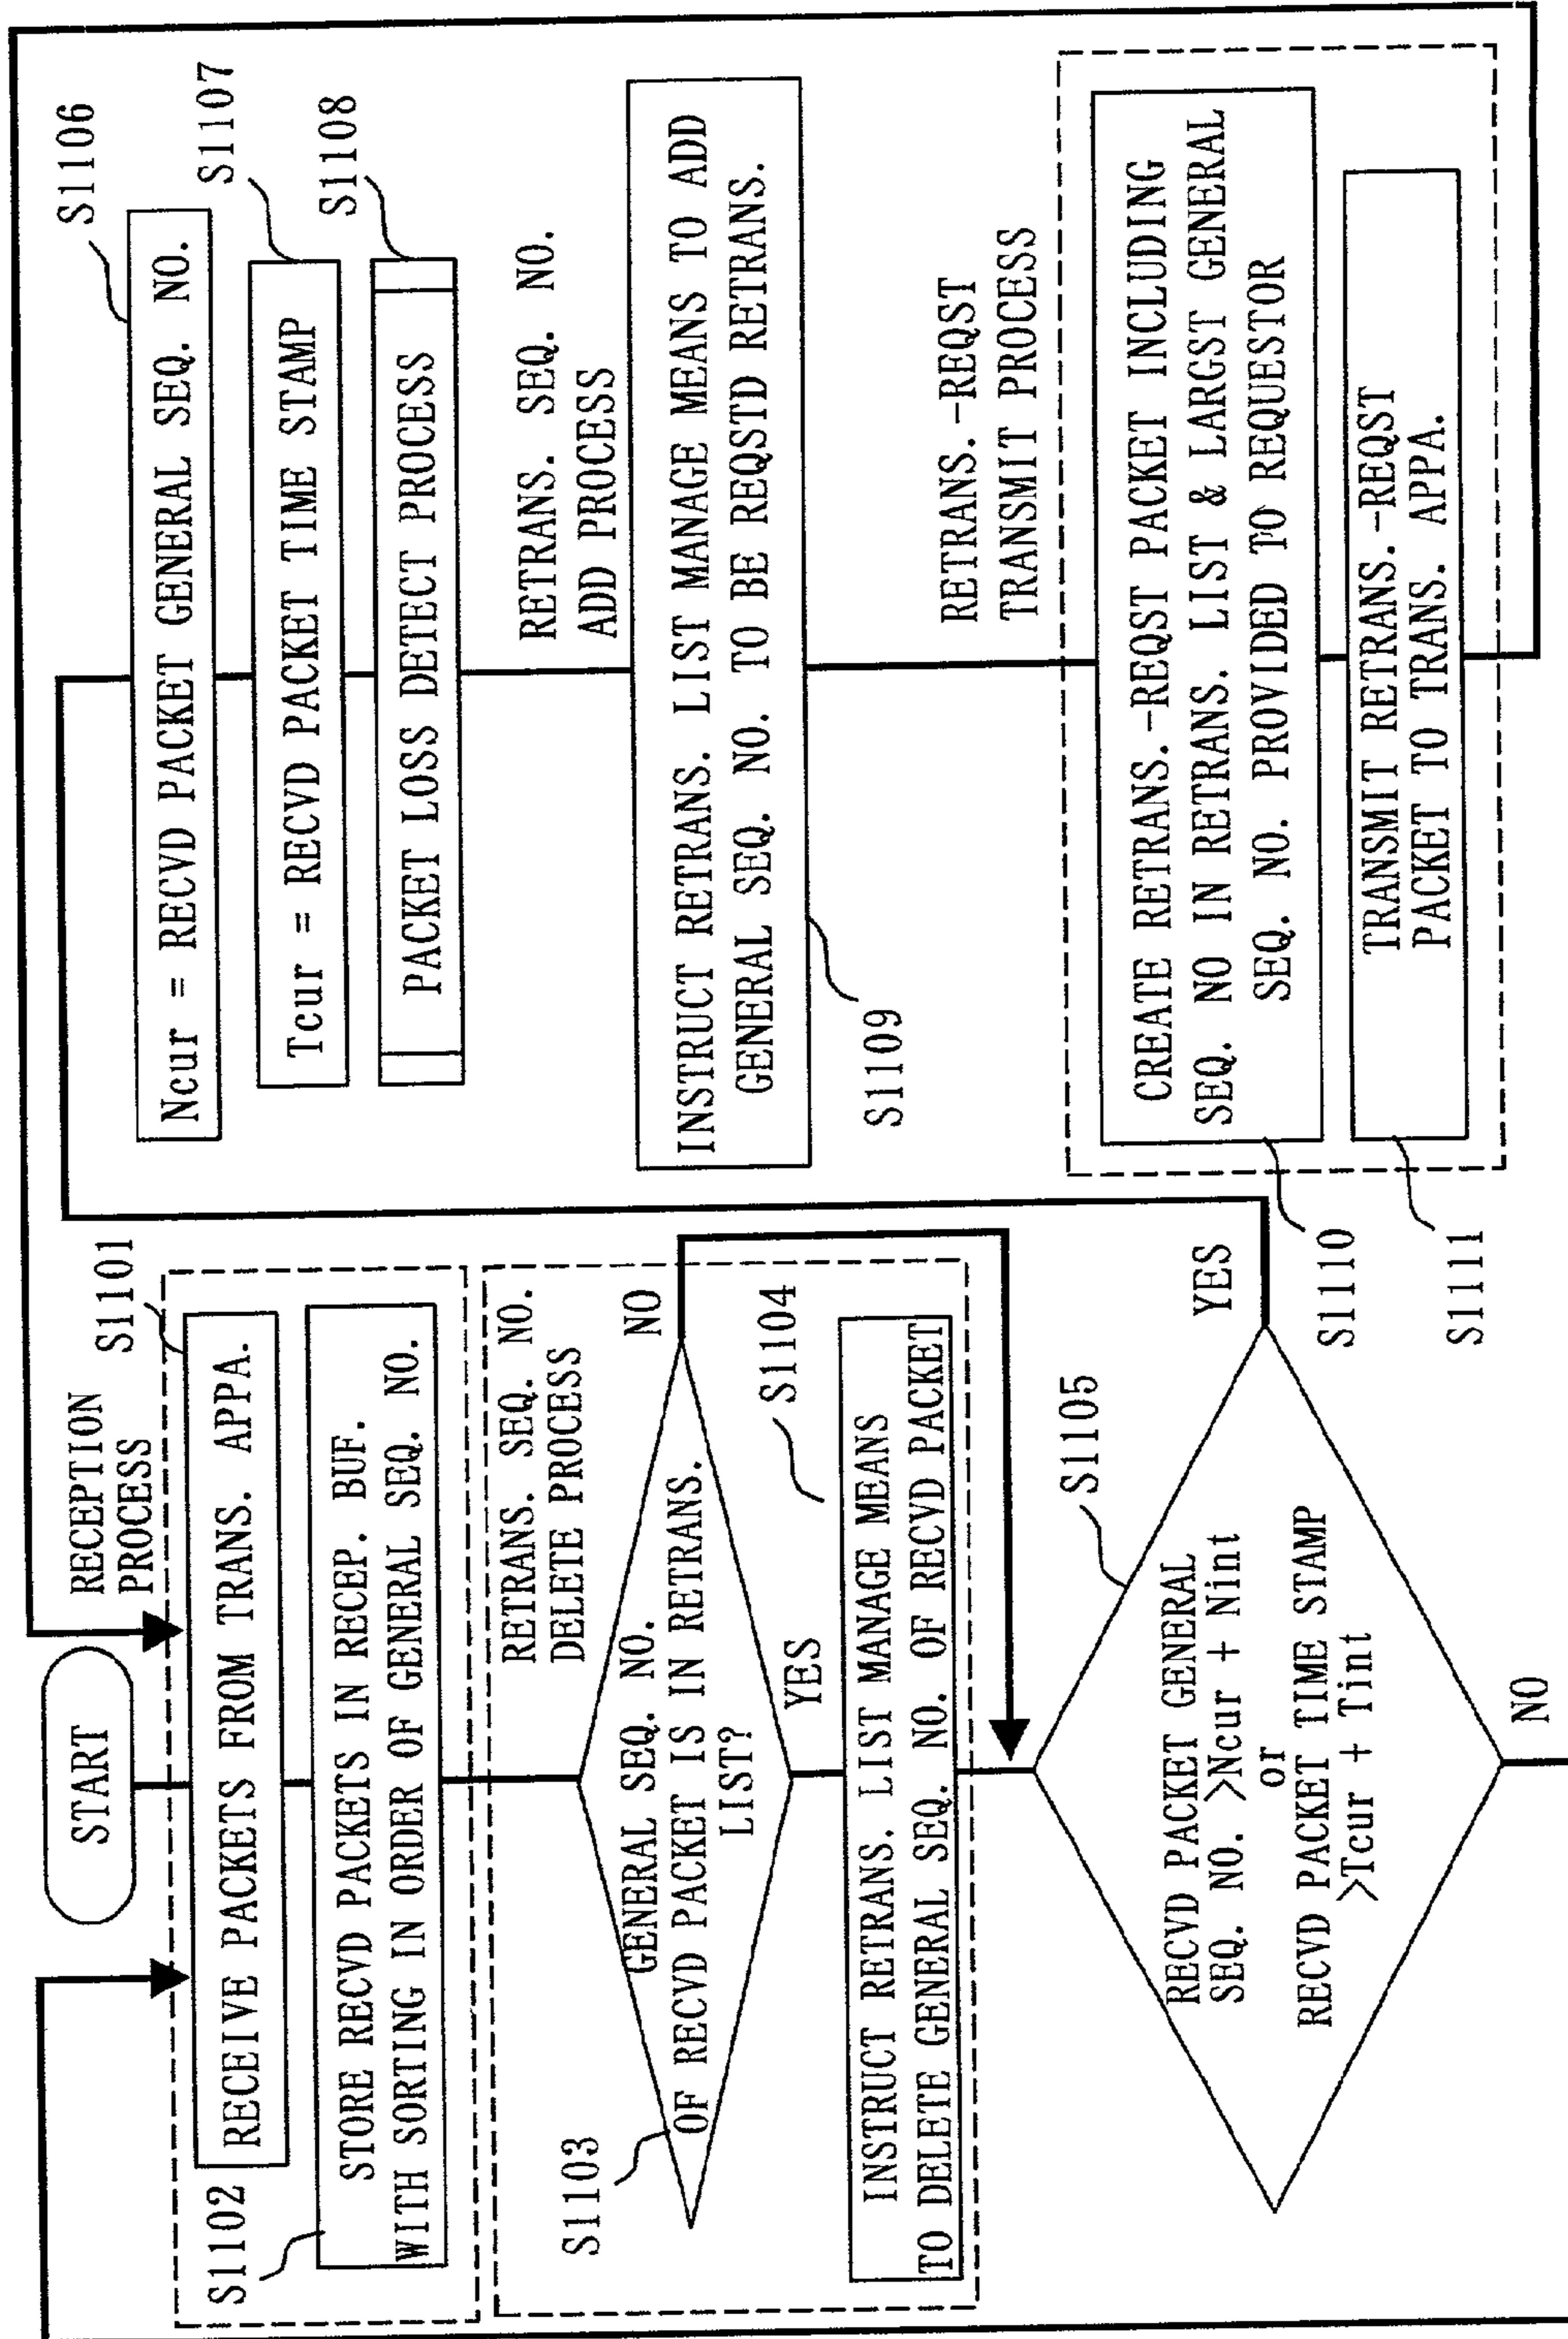 START
RECEPTION
PROCESS
S1101
RECEIVE PACKETS FROM TRANS. APPA.
S1102
STORE RECVD PACKETS IN RECEP. BUF.
WITH SORTING IN ORDER OF GENERAL SEQ. NO.
RETRANS. SEQ. NO.
DELETE PROCESS
S1103
GENERAL SEQ. NO.
OF RECVD PACKET IS IN RETRANS.
LIST?
NO
YES
S1104
INSTRUCT RETRANS. LIST MANAGE MEANS
TO DELETE GENERAL SEQ. NO. OF RECVD PACKET
S1105
RECVD PACKET GENERAL
SEQ. NO. >Ncur + Nint
or
RECVD PACKET TIME STAMP
>Tcur + Tint
YES
NO
S1106
Ncur = RECVD PACKET GENERAL SEQ. NO.
S1107
Tcur = RECVD PACKET TIME STAMP
S1108
PACKET LOSS DETECT PROCESS
RETRANS. SEQ. NO.
ADD PROCESS
INSTRUCT RETRANS. LIST MANAGE MEANS TO ADD
GENERAL SEQ. NO. TO BE REQSTD RETRANS.
S1109
RETRANS.-REQST
TRANSMIT PROCESS
CREATE RETRANS.-REQST PACKET INCLUDING
SEQ. NO IN RETRANS. LIST & LARGST GENERAL
SEQ. NO. PROVIDED TO REQUESTOR
S1110
TRANSMIT RETRANS.-REQST
PACKET TO TRANS. APPA.
S1111